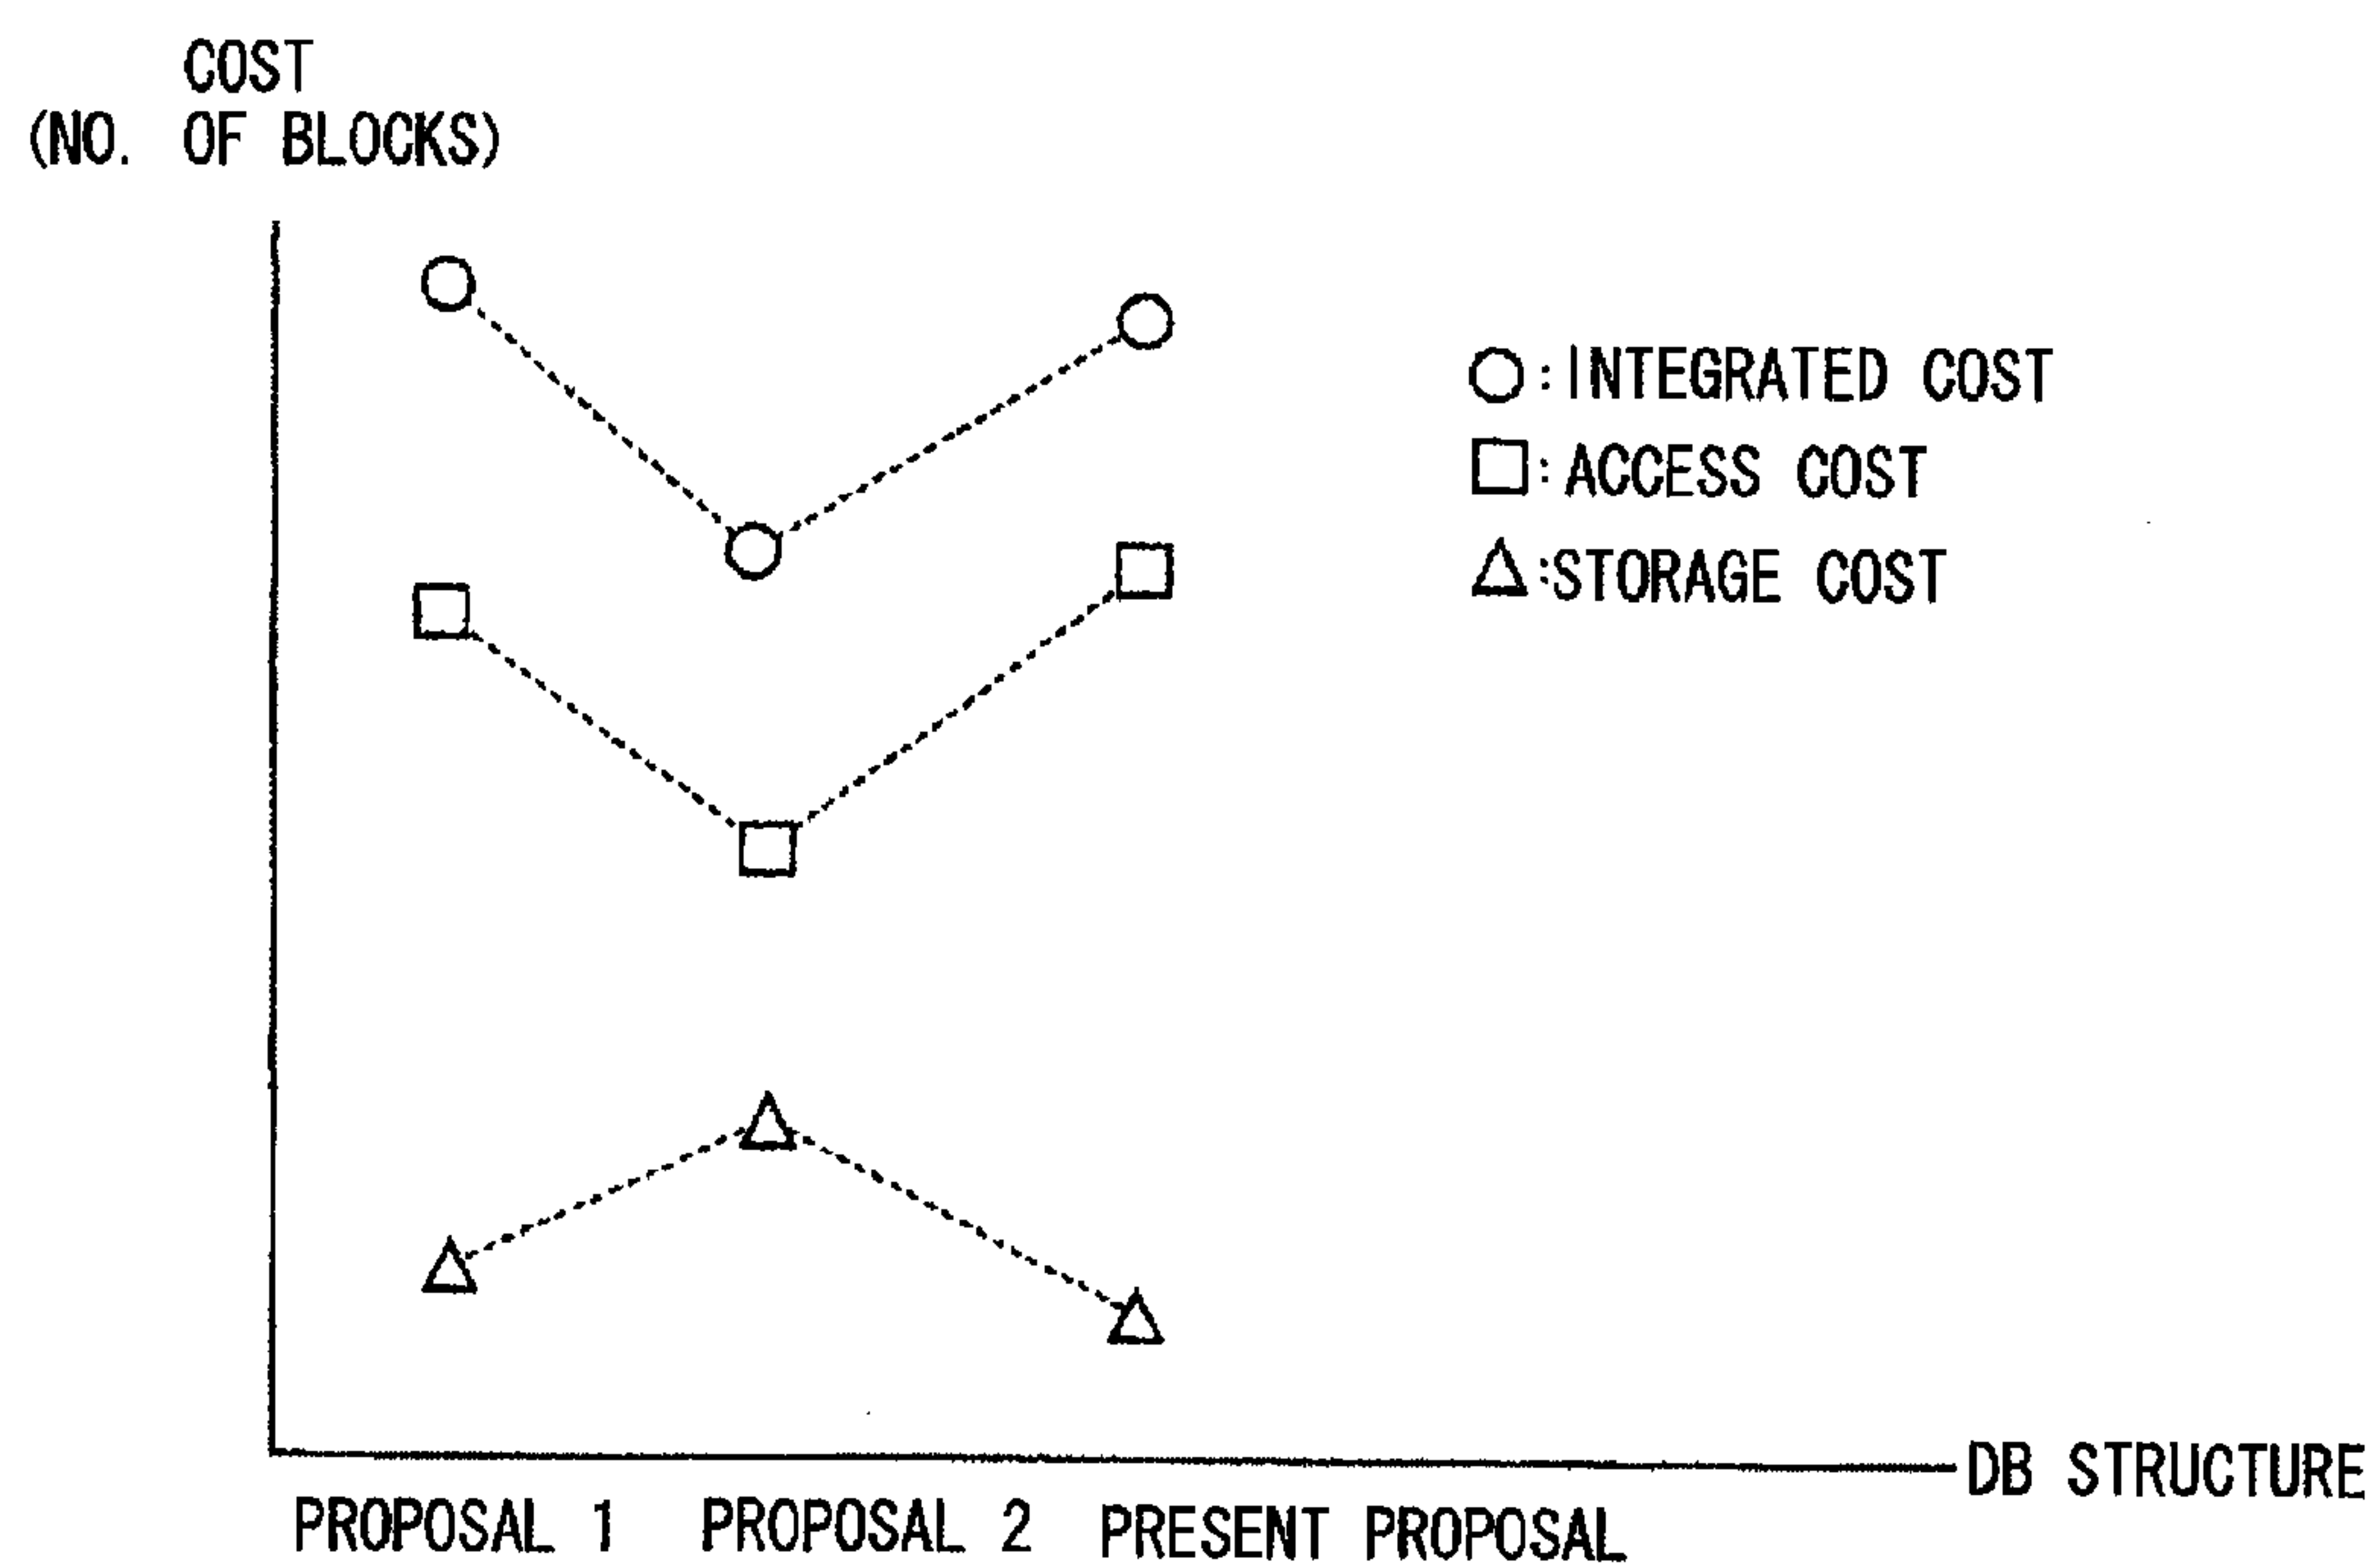 COST
(NO. OF BLOCKS)
○:INTEGRATED COST
□:ACCESS COST
△:STORAGE COST
DB STRUCTURE
PROPOSAL 1 PROPOSAL 2 PRESENT PROPOSAL